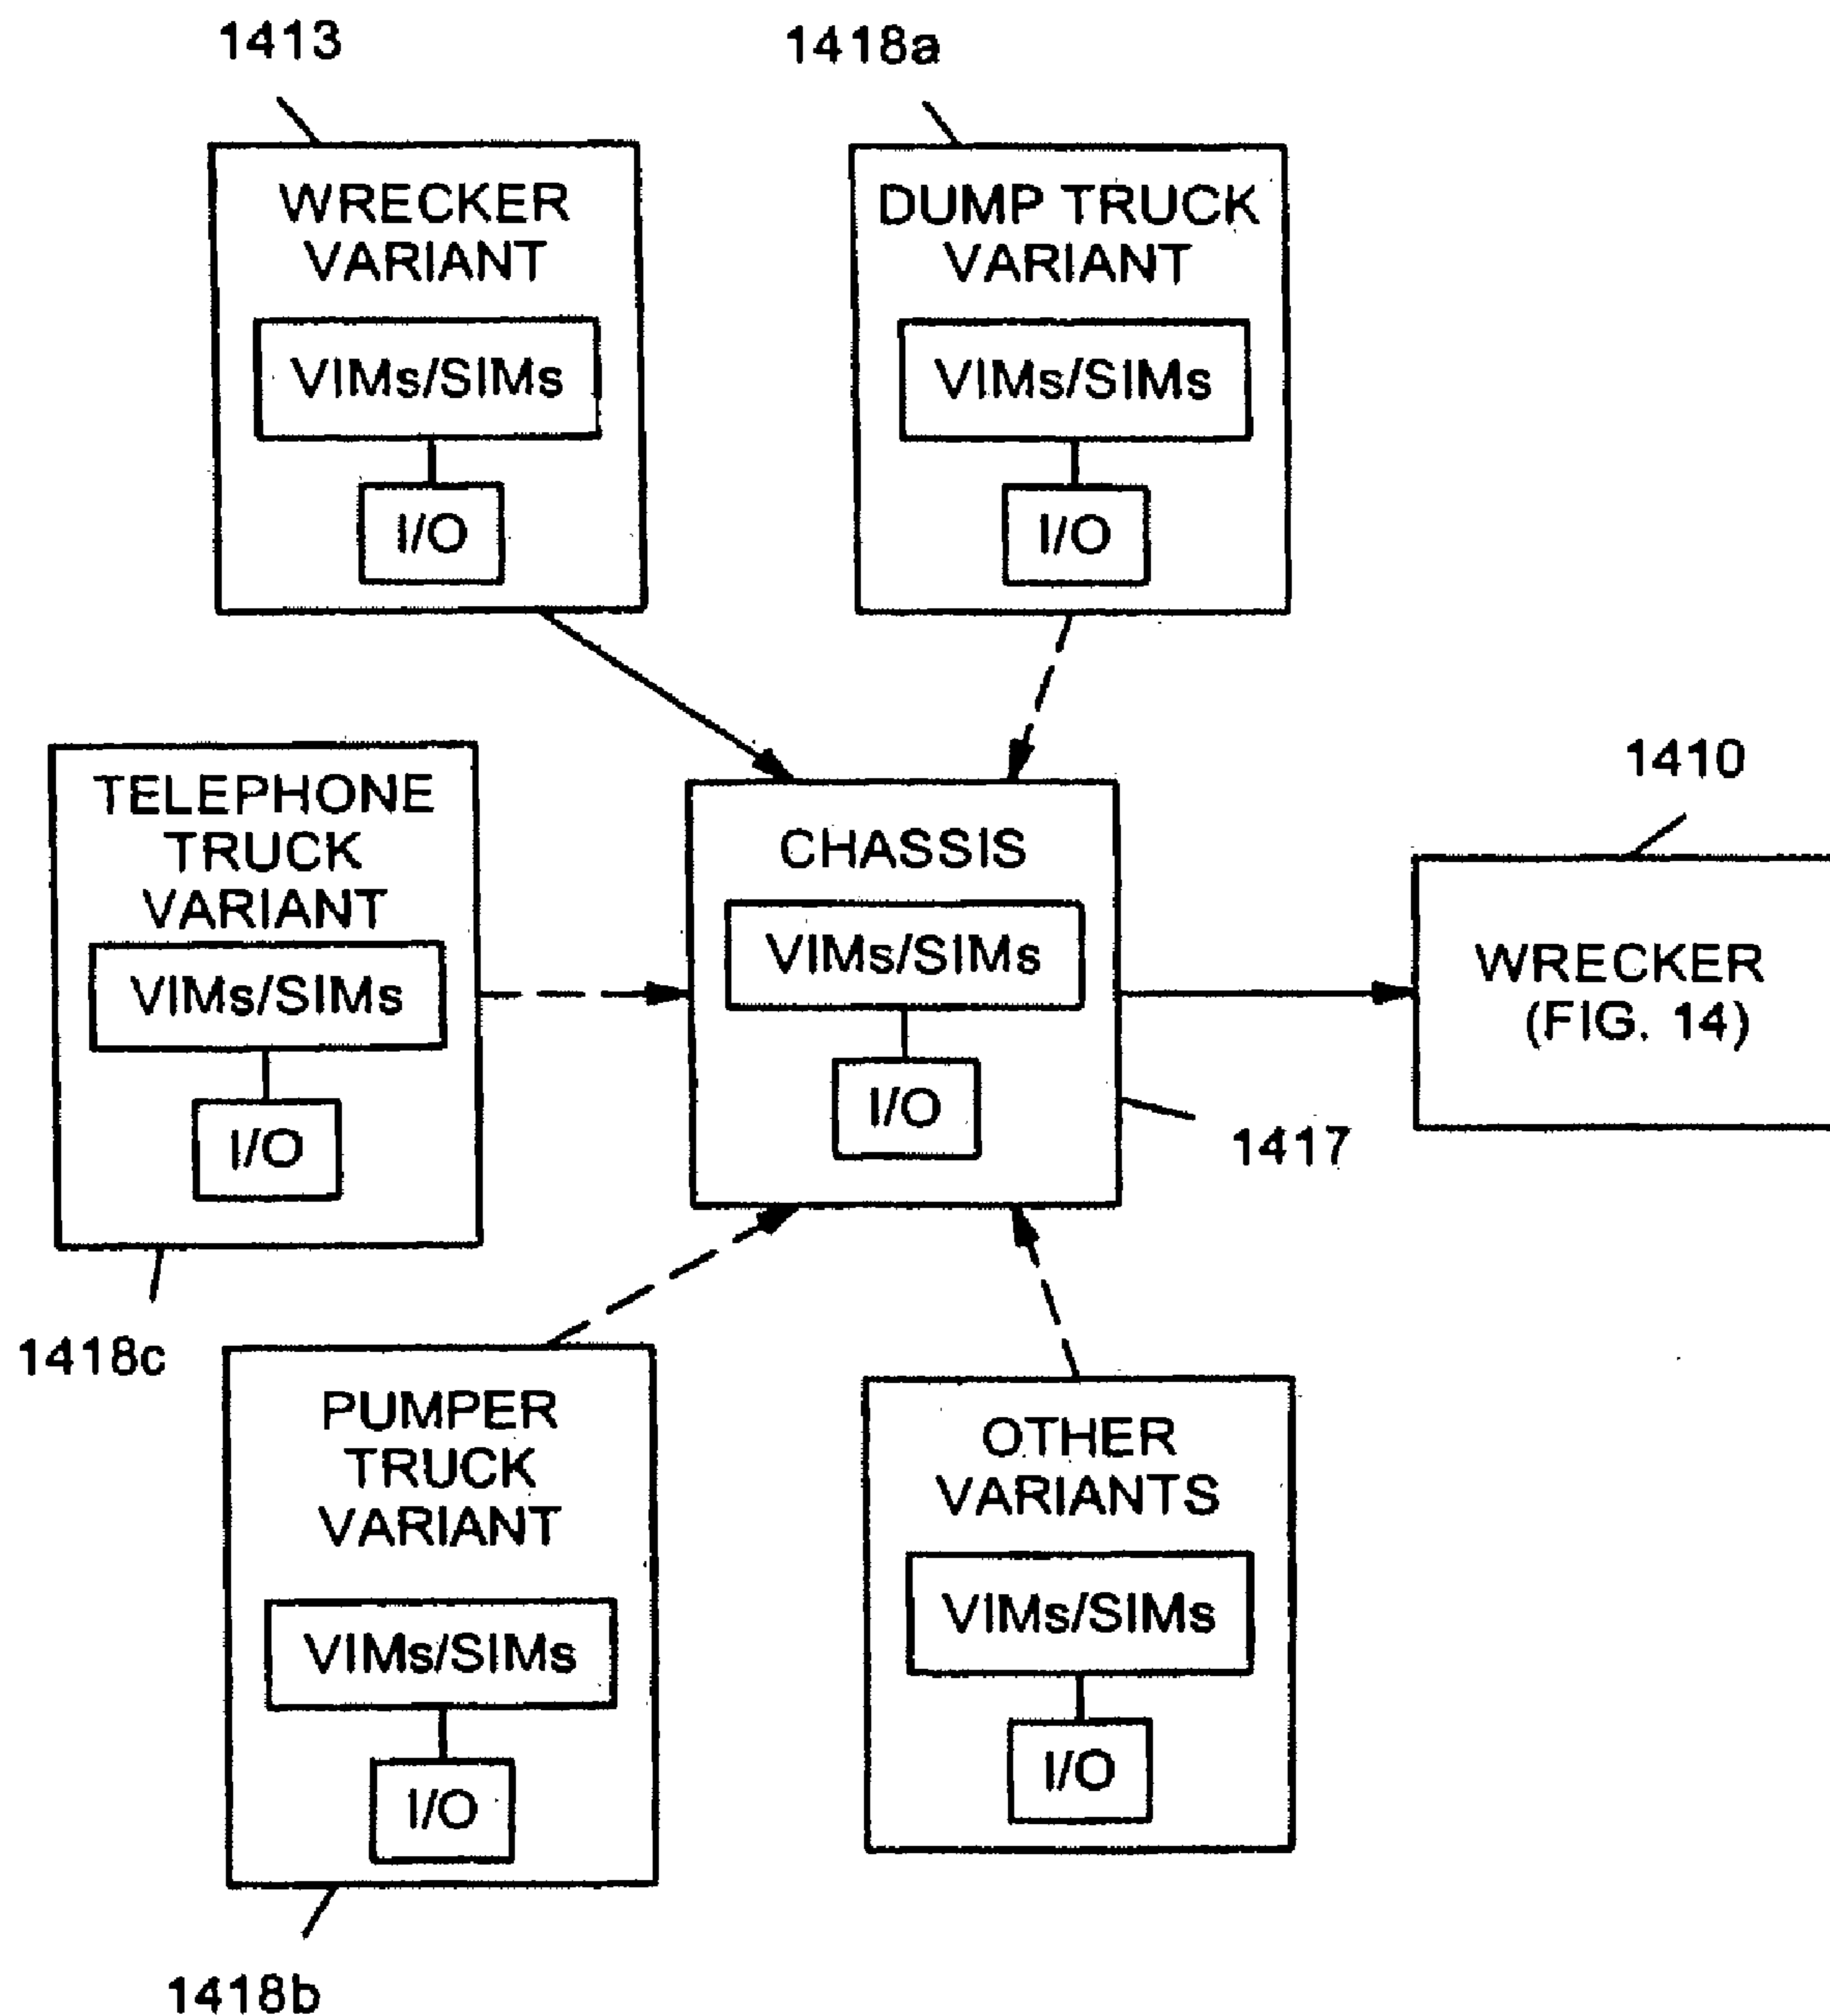 1413
1418a
WRECKER
VARIANT
VIMs/SIMs
I/O
DUMP TRUCK
VARIANT
VIMs/SIMs
I/O
TELEPHONE
TRUCK
VARIANT
VIMs/SIMs
I/O
1418c
CHASSIS
VIMs/SIMs
I/O
1417
1410
WRECKER
(FIG. 14)
PUMPER
TRUCK
VARIANT
VIMs/SIMs
I/O
1418b
OTHER
VARIANTS
VIMs/SIMs
I/O